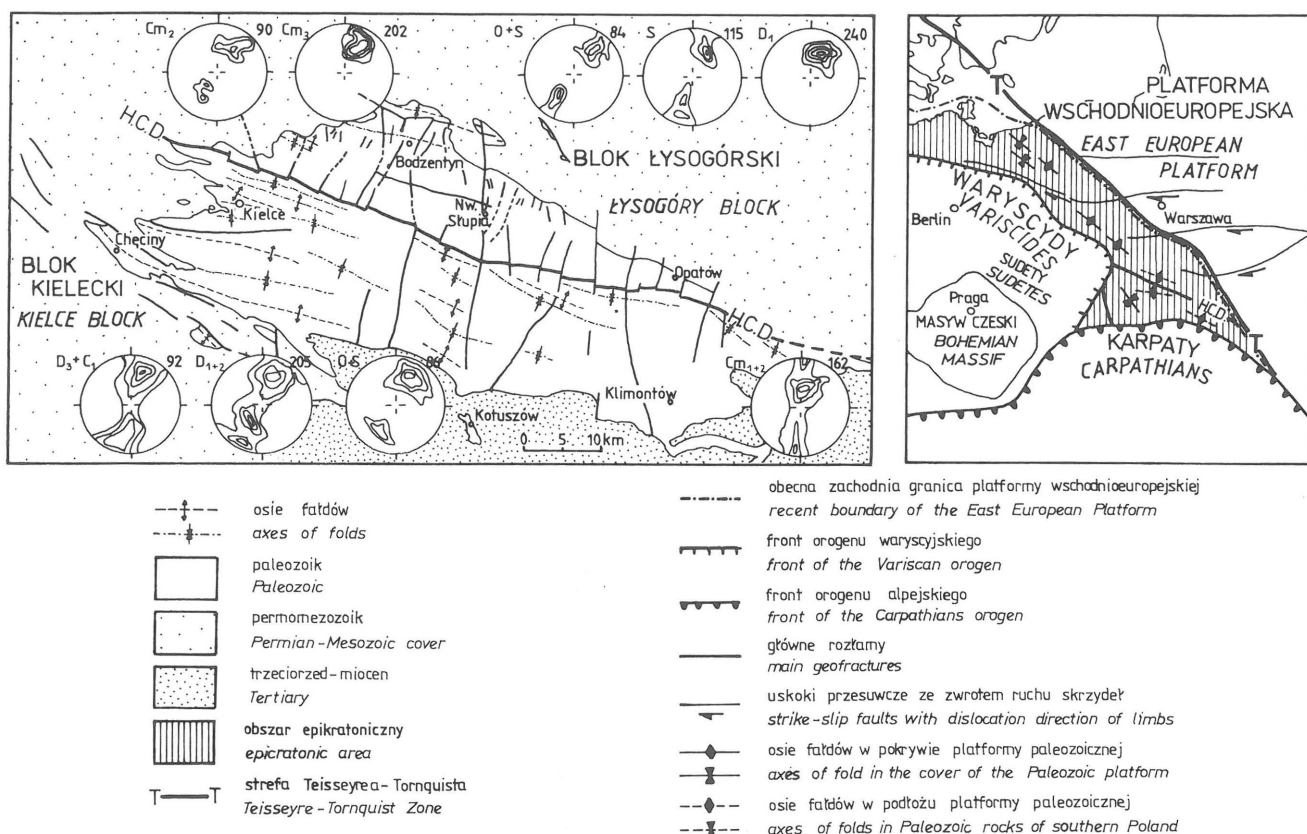 Cm₂ 90
Cm₃ 202
O+S 84
S 115
D₁ 240
H.C.D.
Bodzentyn
BLOK ŁYSOGÓRSKI
ŁYSOGÓRY BLOCK
Kielce
Nw.
Słupia
Chęciny
BLOK
KIELECKI
KIELCE BLOCK
Opatów
H.C.D.
D₃+C₁ 92
D₁₊₂ 205
O+S 86
Cm₁₊₂ 162
Klimontów
Kotuszów
0 5 10 km
T
PLATFORMA
WSCHODNIOEUROPEJSKA
EAST EUROPEAN
PLATFORM
WARYSCYDY
VARISCIDES
Berlin
Warszawa
SUDETY
SUDETES
Praga
MASYW CZESKI
BOHEMIAN
MASSIF
H.C.D.
T
KARPATY
CARPATHIANS
osie fałdów
axes of folds
paleozoik
Paleozoic
permomezozoik
Permian-Mesozoic cover
trzeciorzęd-miocen
Tertiary
obszar epikratoniczny
epicratonic area
T T strefa Teisseyrea-Tornquista
Teisseyre-Tornquist Zone
obecna zachodnia granica platformy wschodnioeuropejskiej
recent boundary of the East European Platform
front orogenu waryscyjskiego
front of the Variscan orogen
front orogenu alpejskiego
front of the Carpathians orogen
główne rozłamy
main geofractures
uskoki przesuwcze ze zwrotem ruchu skrzydeł
strike-slip faults with dislocation direction of limbs
osie fałdów w pokrywie platformy paleozoicznej
axes of fold in the cover of the Paleozoic platform
osie fałdów w podłożu platformy paleozoicznej
axes of folds in Paleozoic rocks of southern Poland